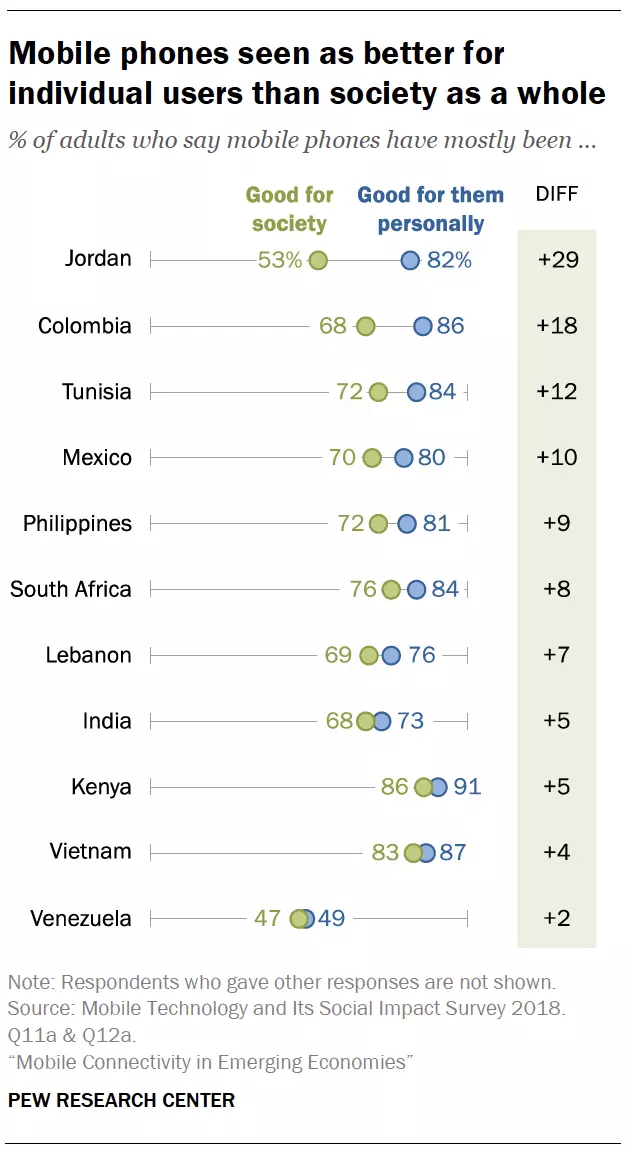 Mobile phones seen as better for
individual users than society as a whole
% of adults who say mobile phones have mostly been ...
Good for society Good for them personally DIFF
Jordan 53% 82% +29
Colombia 68 86 +18
Tunisia 72 84 +12
Mexico 70 80 +10
Philippines 72 81 +9
South Africa 76 84 +8
Lebanon 69 76 +7
India 68 73 +5
Kenya 86 91 +5
Vietnam 83 87 +4
Venezuela 47 49 +2
Note: Respondents who gave other responses are not shown.
Source: Mobile Technology and Its Social Impact Survey 2018.
Q11a & Q12a.
“Mobile Connectivity in Emerging Economies”
PEW RESEARCH CENTER